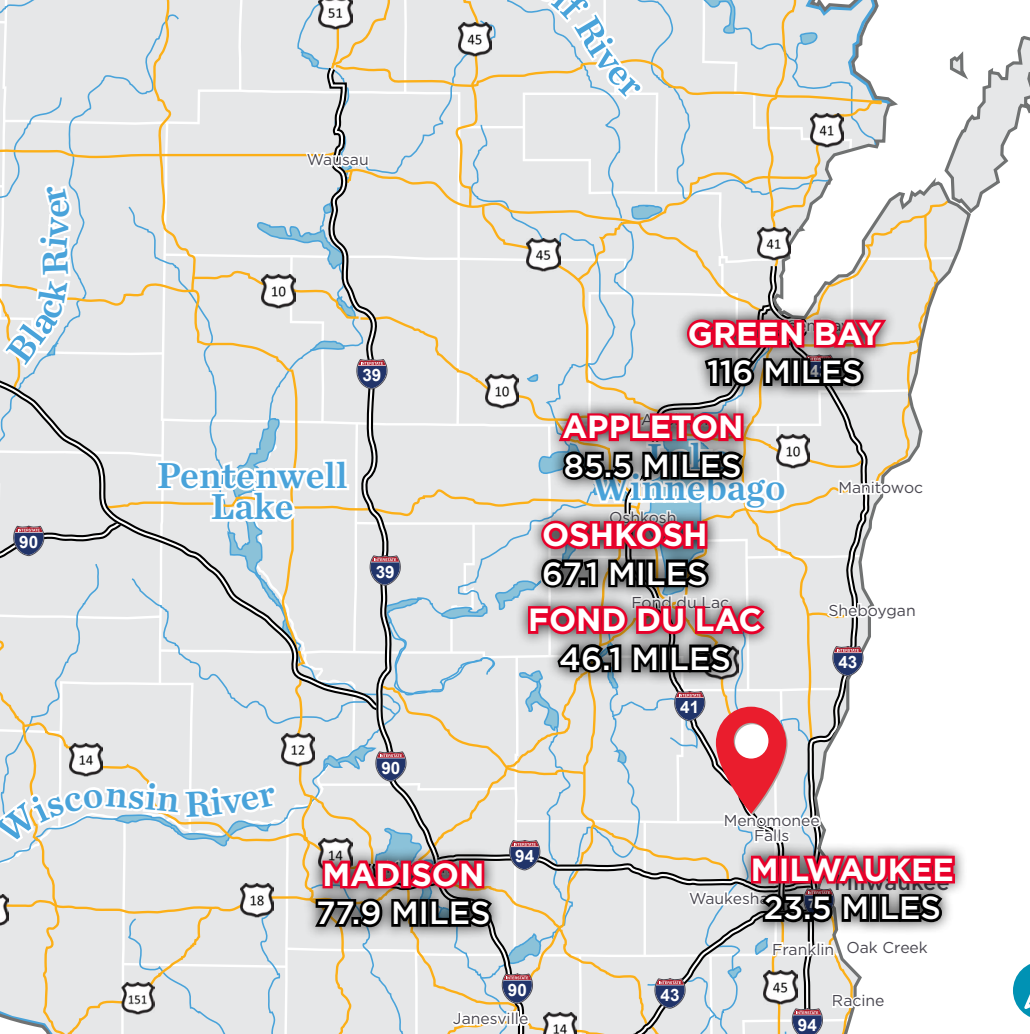 51
45
Wolf River
41
Wausau
Black River
41
45
10
GREEN BAY
116 MILES
39
10
APPLETON
85.5 MILES
10
Pentenwell
Lake
Winnebago
Manitowoc
Oshkosh
OSHKOSH
67.1 MILES
90
39
Fond du Lac
FOND DU LAC
46.1 MILES
Sheboygan
43
41
12
14
90
Wisconsin River
Menomonee
Falls
14
94
MADISON
77.9 MILES
MILWAUKEE
23.5 MILES
Milwaukee
Waukesha
18
Franklin
Oak Creek
151
90
43
45
Racine
Janesville
14
94